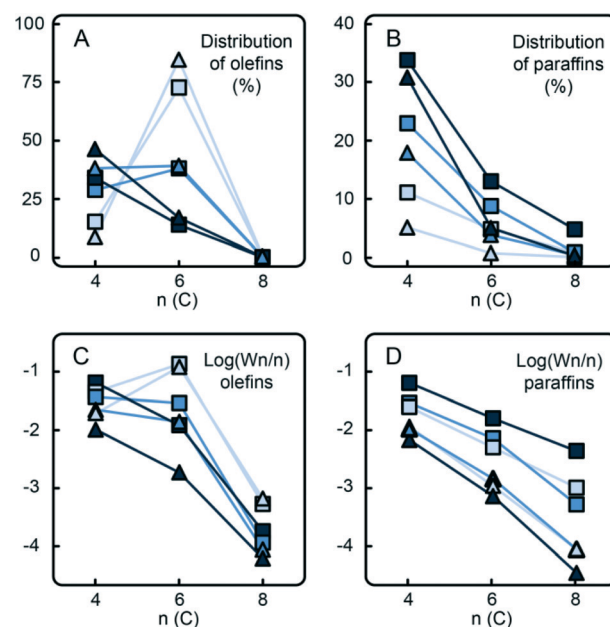 A
Distribution
of olefins
(%)
100
75
50
25
0
4 6 8
n (C)
B
Distribution
of paraffins
(%)
40
30
20
10
0
4 6 8
n (C)
C
Log(Wn/n)
olefins
-1
-2
-3
-4
4 6 8
n (C)
D
Log(Wn/n)
paraffins
-1
-2
-3
-4
4 6 8
n (C)